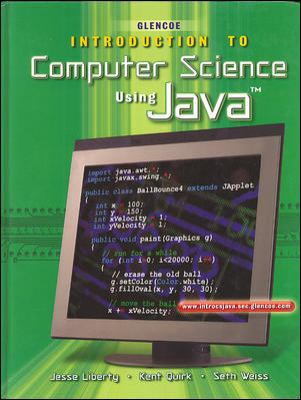 GLENCOE
INTRODUCTION TO
Computer Science
Using Java™
import java.awt.*;
import javax.swing.*;
public class BallBounce4 extends JApplet
int x = 100;
int y = 150;
int xVelocity = 1;
int yVelocity = 1;
public void paint(Graphics g)
// run for a while
for (int i=0; i<20000; i++)
// erase the old ball
g.setColor(Color.white);
g.fillOval(x, y, 30, 30);
// move the ball
x += xVelocity;
www.introcsjava.sec.glencoe.com
Jesse Liberty • Kent Quirk • Seth Weiss